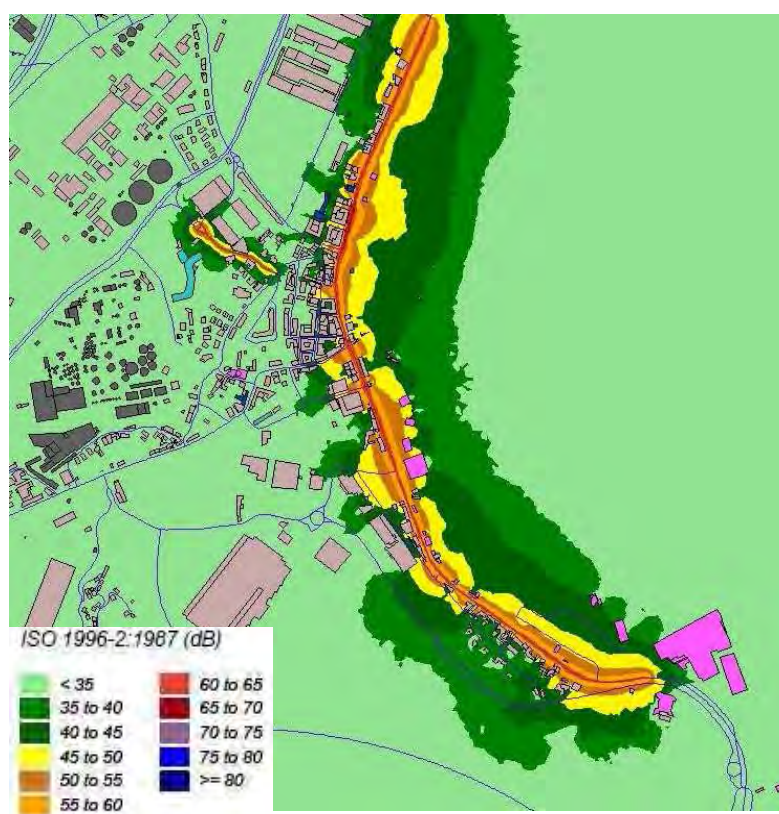 ISO 1996-2:1987 (dB)
< 35
35 to 40
40 to 45
45 to 50
50 to 55
55 to 60
60 to 65
65 to 70
70 to 75
75 to 80
>= 80